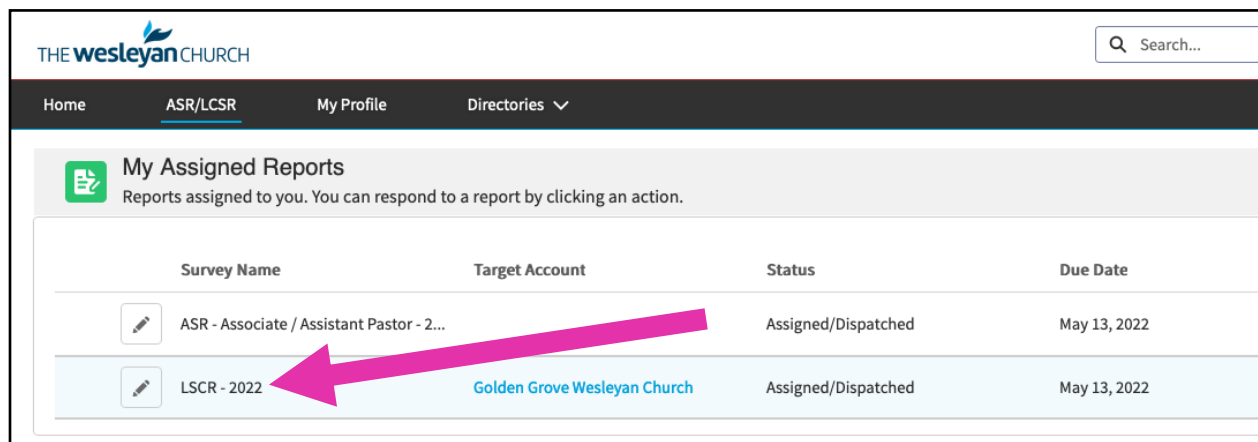 THE wesleyan CHURCH
Search...
Home ASR/LCSR My Profile Directories
My Assigned Reports
Reports assigned to you. You can respond to a report by clicking an action.
Survey Name Target Account Status Due Date
ASR - Associate / Assistant Pastor - 2... Assigned/Dispatched May 13, 2022
LSCR - 2022 Golden Grove Wesleyan Church Assigned/Dispatched May 13, 2022